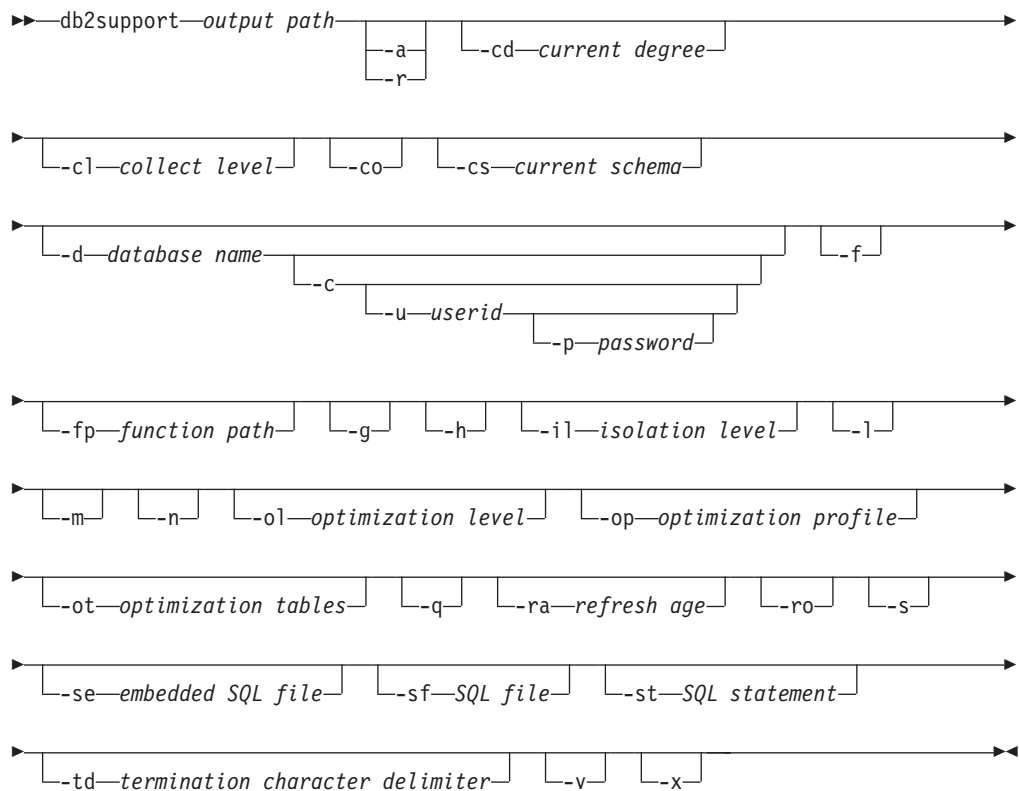 db2support output path
-a
-r
-cd current degree
-cl collect level
-co
-cs current schema
-d database name
-c
-u userid
-p password
-f
-fp function path
-g
-h
-il isolation level
-l
-m
-n
-ol optimization level
-op optimization profile
-ot optimization tables
-q
-ra refresh age
-ro
-s
-se embedded SQL file
-sf SQL file
-st SQL statement
-td termination character delimiter
-v
-x